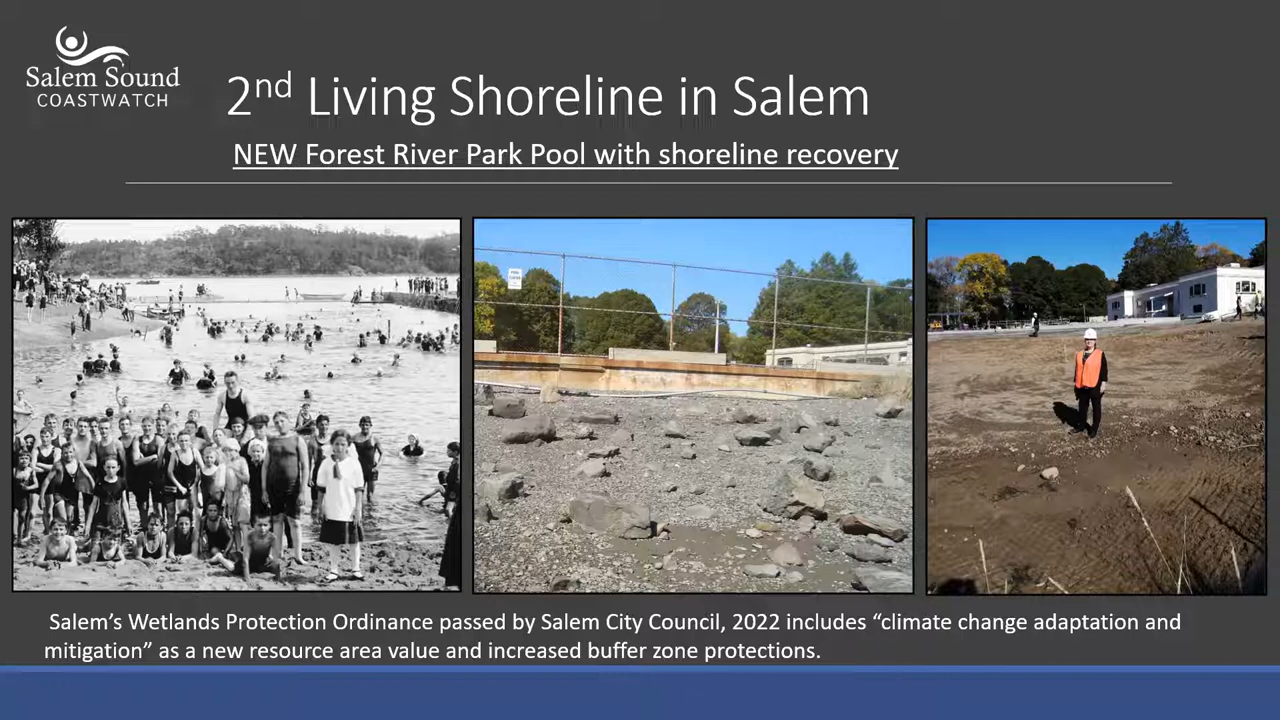 Salem Sound
COASTWATCH
2nd Living Shoreline in Salem
NEW Forest River Park Pool with shoreline recovery
Salem’s Wetlands Protection Ordinance passed by Salem City Council, 2022 includes “climate change adaptation and
mitigation” as a new resource area value and increased buffer zone protections.